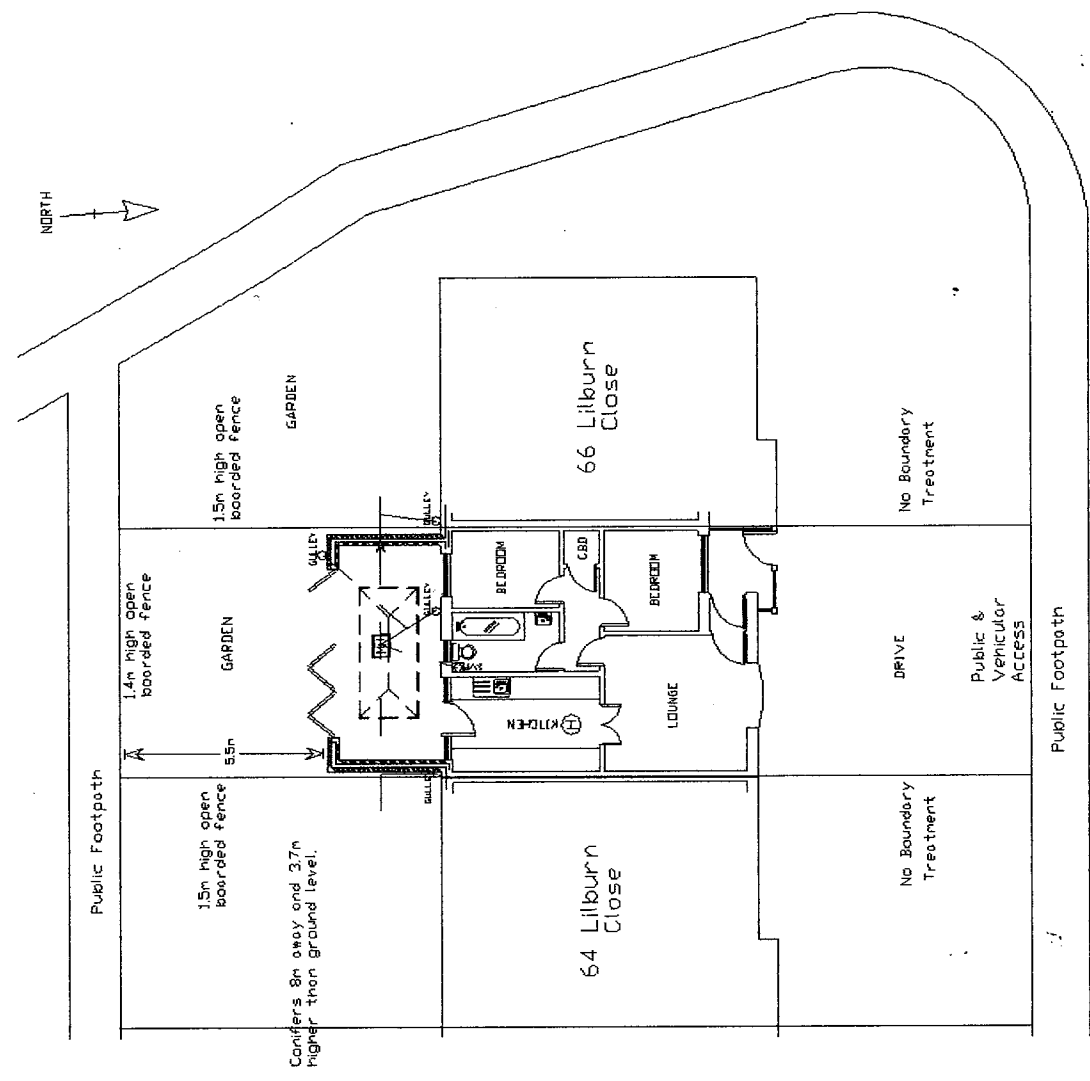 NORTH
Public Footpath
1.4m high open
boarded fence
1.5m high open
boarded fence
GARDEN
GARDEN
1.5m high open
boarded fence
5.5m
Conifers 8m away and 3.7m
higher than ground level.
GULLEY
GULLEY
GULLEY
GULLEY
BEDROOM
CBD
BEDROOM
SVP
KITCHEN
H
LOUNGE
66 Lilburn
Close
64 Lilburn
Close
No Boundary
Treatment
DRIVE
Public &
Vehicular
Access
No Boundary
Treatment
Public Footpath